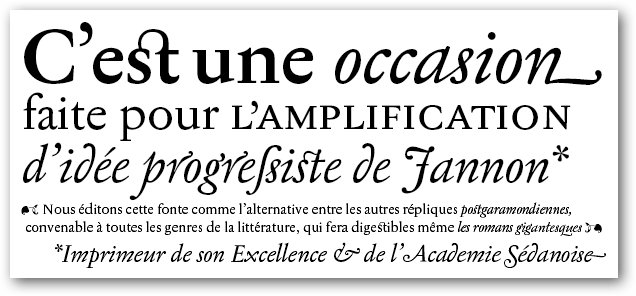 C’est une occasion
faite pour L’AMPLIFICATION
d’idée progreſsiste de Jannon*
Nous éditons cette fonte comme l’alternative entre les autres répliques postgaramondiennes,
convenable à toutes les genres de la littérature, qui fera digestibles même les romans gigantesques
*Imprimeur de son Excellence & de l’Academie Sédanoise